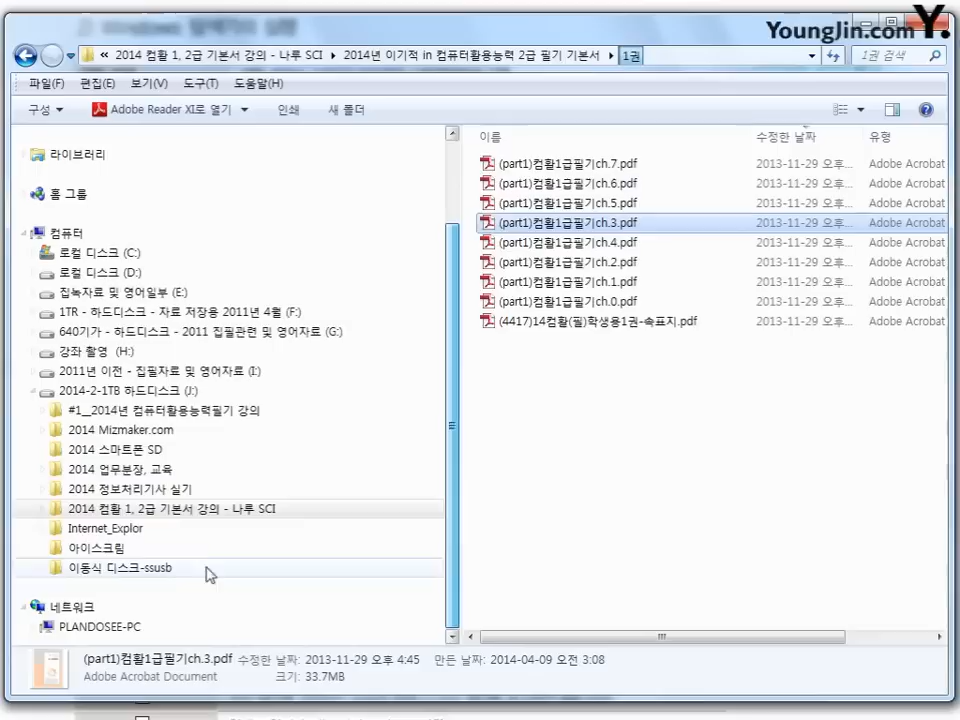 YoungJin.com Y.
« 2014 컴활 1, 2급 기본서 강의 - 나루 SCI ▸ 2014년 이기적 in 컴퓨터활용능력 2급 필기 기본서 ▸ 1권
1권 검색
파일(F) 편집(E) 보기(V) 도구(T) 도움말(H)
구성 Adobe Reader XI로 열기 인쇄 새 폴더
라이브러리
홈 그룹
컴퓨터
로컬 디스크 (C:)
로컬 디스크 (D:)
집녹자료 및 영어일부 (E:)
1TR - 하드디스크 - 자료 저장용 2011년 4월 (F:)
640기가 - 하드디스크 - 2011 집필관련 및 영어자료 (G:)
강좌 촬영 (H:)
2011년 이전 - 집필자료 및 영어자료 (I:)
2014-2-1TB 하드디스크 (J:)
#1__2014년 컴퓨터활용능력필기 강의
2014 Mizmaker.com
2014 스마트폰 SD
2014 업무분장, 교육
2014 정보처리기사 실기
2014 컴활 1, 2급 기본서 강의 - 나루 SCI
Internet_Explor
아이스크림
이동식 디스크-ssusb
네트워크
PLANDOSEE-PC
이름 수정한 날짜 유형
(part1)컴활1급필기ch.7.pdf 2013-11-29 오후... Adobe Acrobat
(part1)컴활1급필기ch.6.pdf 2013-11-29 오후... Adobe Acrobat
(part1)컴활1급필기ch.5.pdf 2013-11-29 오후... Adobe Acrobat
(part1)컴활1급필기ch.3.pdf 2013-11-29 오후... Adobe Acrobat
(part1)컴활1급필기ch.4.pdf 2013-11-29 오후... Adobe Acrobat
(part1)컴활1급필기ch.2.pdf 2013-11-29 오후... Adobe Acrobat
(part1)컴활1급필기ch.1.pdf 2013-11-29 오후... Adobe Acrobat
(part1)컴활1급필기ch.0.pdf 2013-11-29 오후... Adobe Acrobat
(4417)14컴활(필)학생용1권-속표지.pdf 2013-11-29 오후... Adobe Acrobat
(part1)컴활1급필기ch.3.pdf 수정한 날짜: 2013-11-29 오후 4:45 만든 날짜: 2014-04-09 오전 3:08
Adobe Acrobat Document 크기: 33.7MB